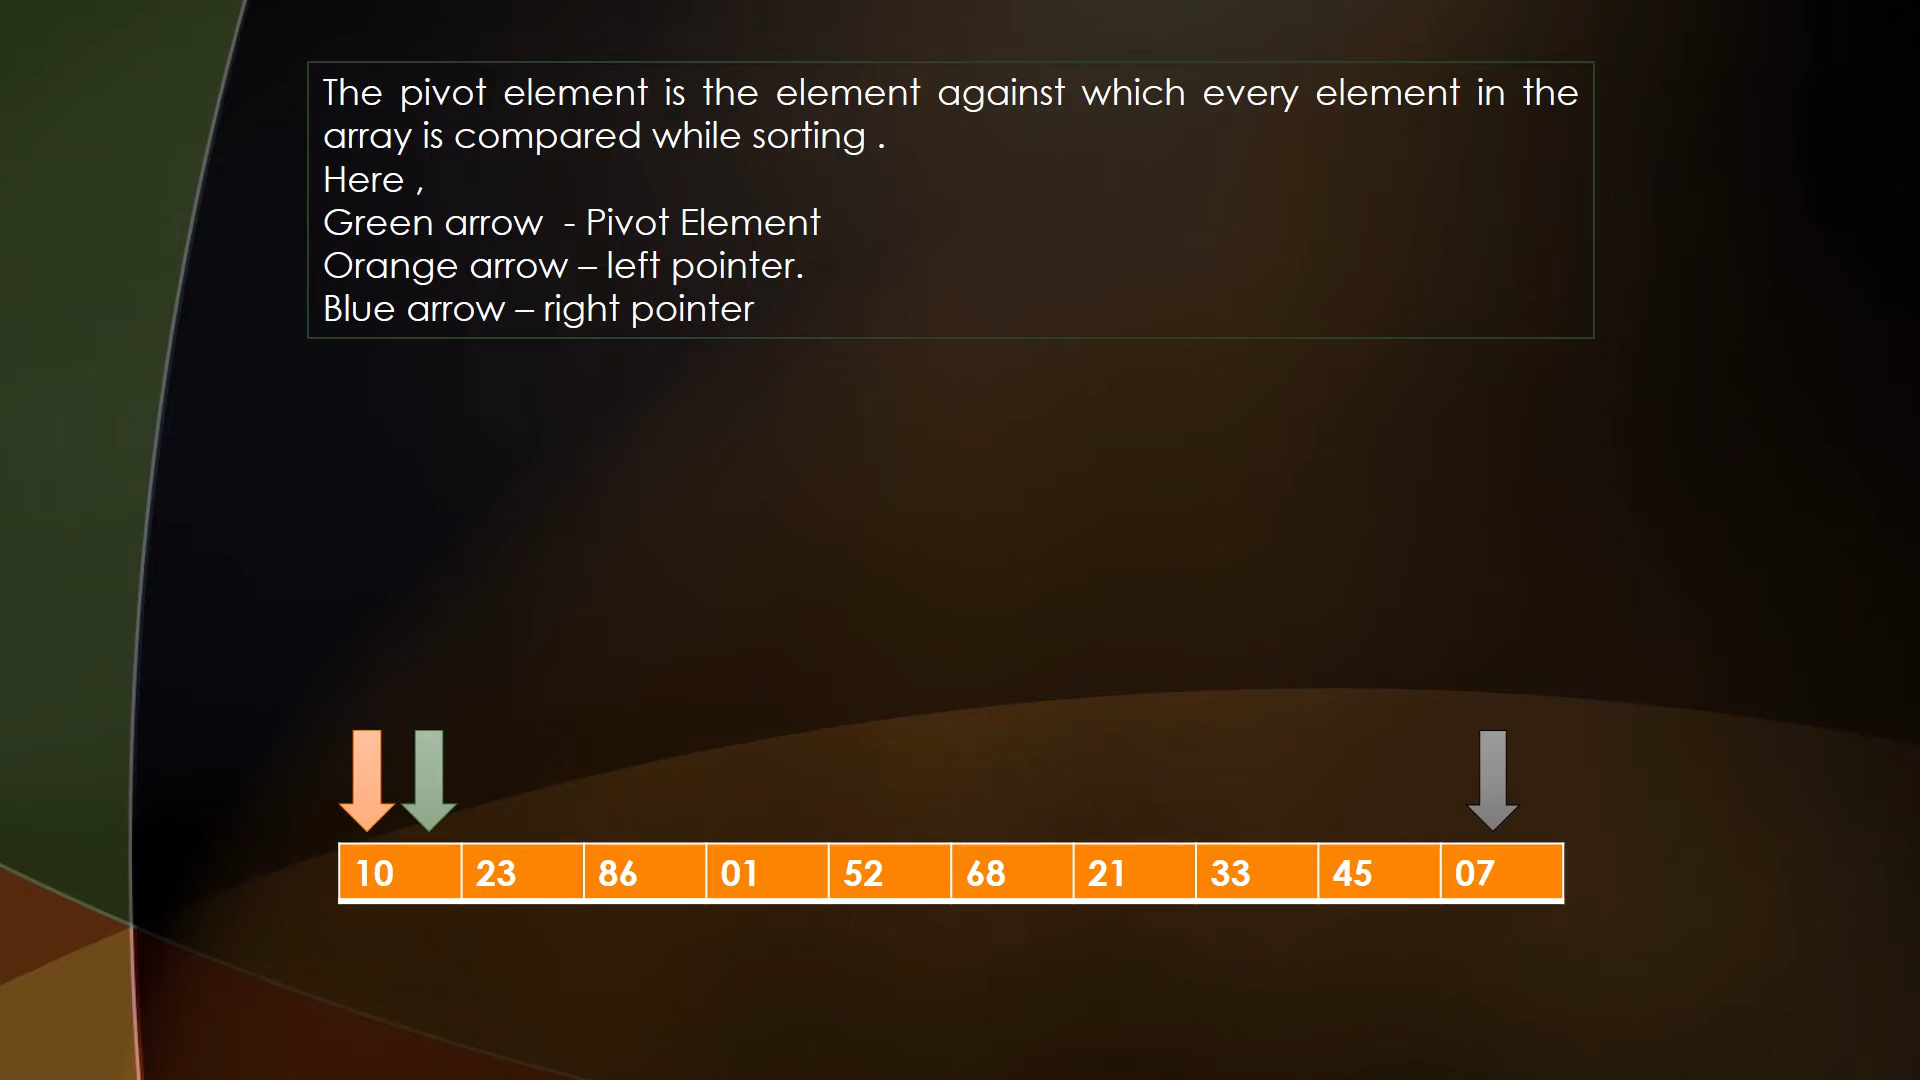 The pivot element is the element against which every element in the
array is compared while sorting .
Here ,
Green arrow  - Pivot Element
Orange arrow – left pointer.
Blue arrow – right pointer
10 23 86 01 52 68 21 33 45 07